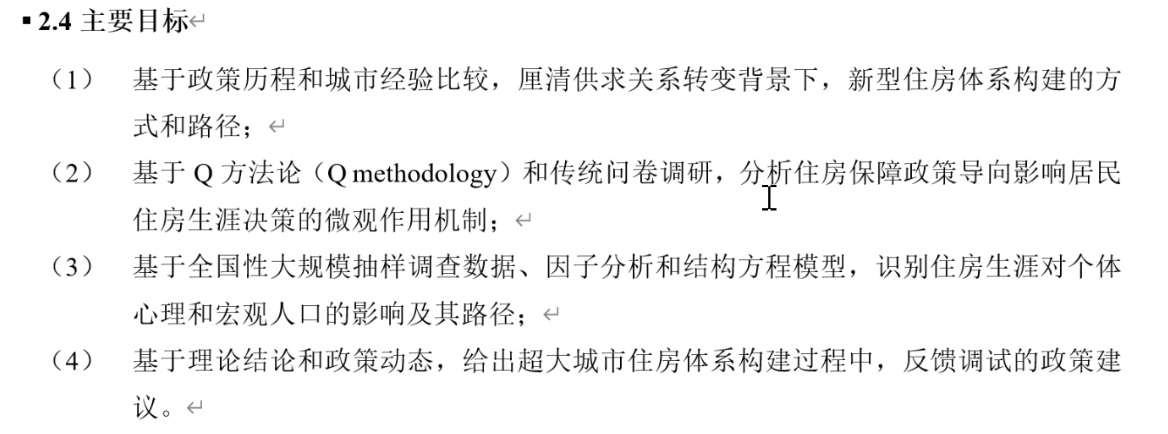 ▪ 2.4 主要目标↵
（1） 基于政策历程和城市经验比较，厘清供求关系转变背景下，新型住房体系构建的方
式和路径；↵
（2） 基于 Q 方法论（Q methodology）和传统问卷调研，分析住房保障政策导向影响居民
住房生涯决策的微观作用机制；↵
（3） 基于全国性大规模抽样调查数据、因子分析和结构方程模型，识别住房生涯对个体
心理和宏观人口的影响及其路径；↵
（4） 基于理论结论和政策动态，给出超大城市住房体系构建过程中，反馈调试的政策建
议。↵